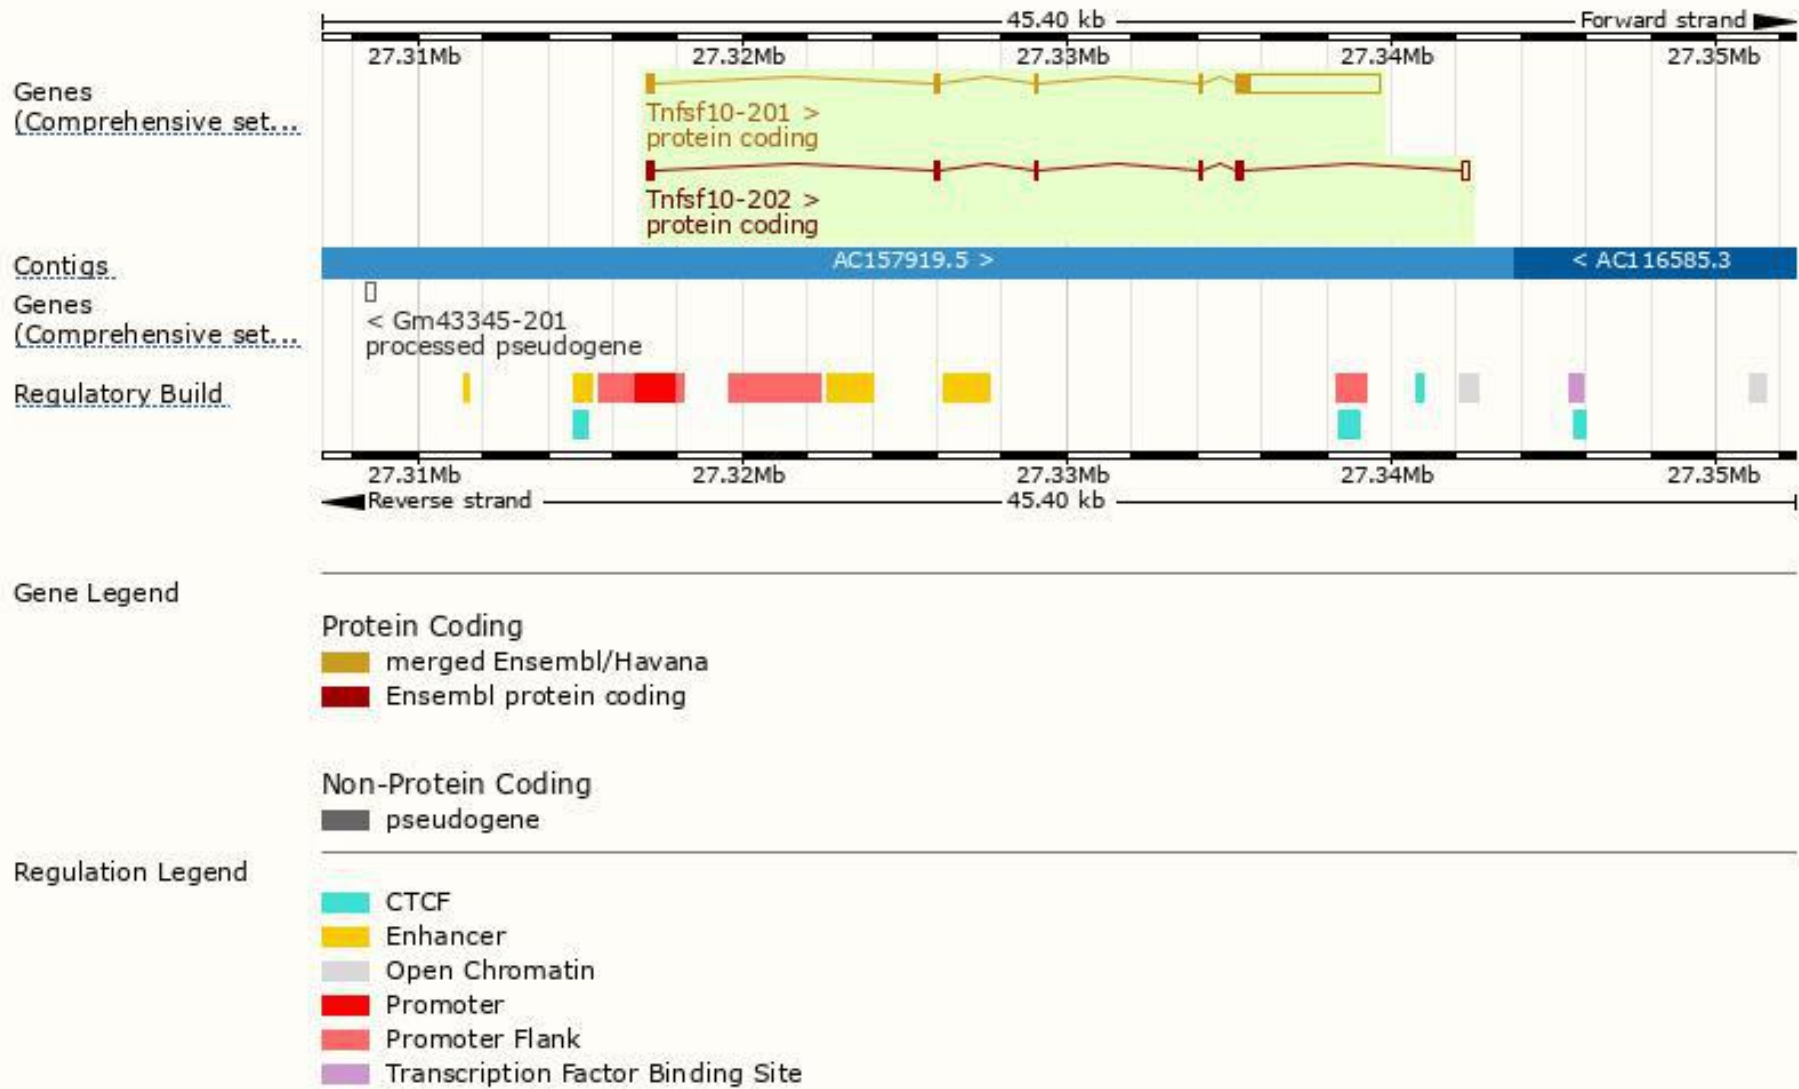 45.40 kb Forward strand
27.31Mb 27.32Mb 27.33Mb 27.34Mb 27.35Mb
Genes
(Comprehensive set...
Tnfsf10-201 >
protein coding
Tnfsf10-202 >
protein coding
Contigs AC157919.5 > < AC116585.3
Genes
(Comprehensive set...
< Gm43345-201
processed pseudogene
Regulatory Build
27.31Mb 27.32Mb 27.33Mb 27.34Mb 27.35Mb
Reverse strand 45.40 kb
Gene Legend
Protein Coding
merged Ensembl/Havana
Ensembl protein coding
Non-Protein Coding
pseudogene
Regulation Legend
CTCF
Enhancer
Open Chromatin
Promoter
Promoter Flank
Transcription Factor Binding Site